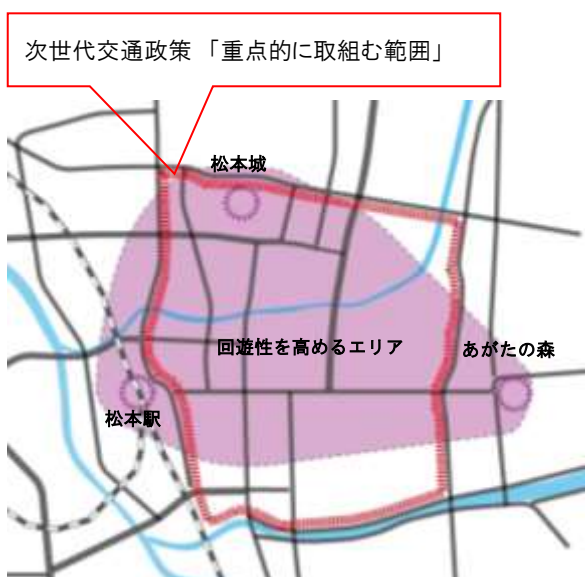 次世代交通政策 「重点的に取組む範囲」
松本城
回遊性を高めるエリア
あがたの森
松本駅